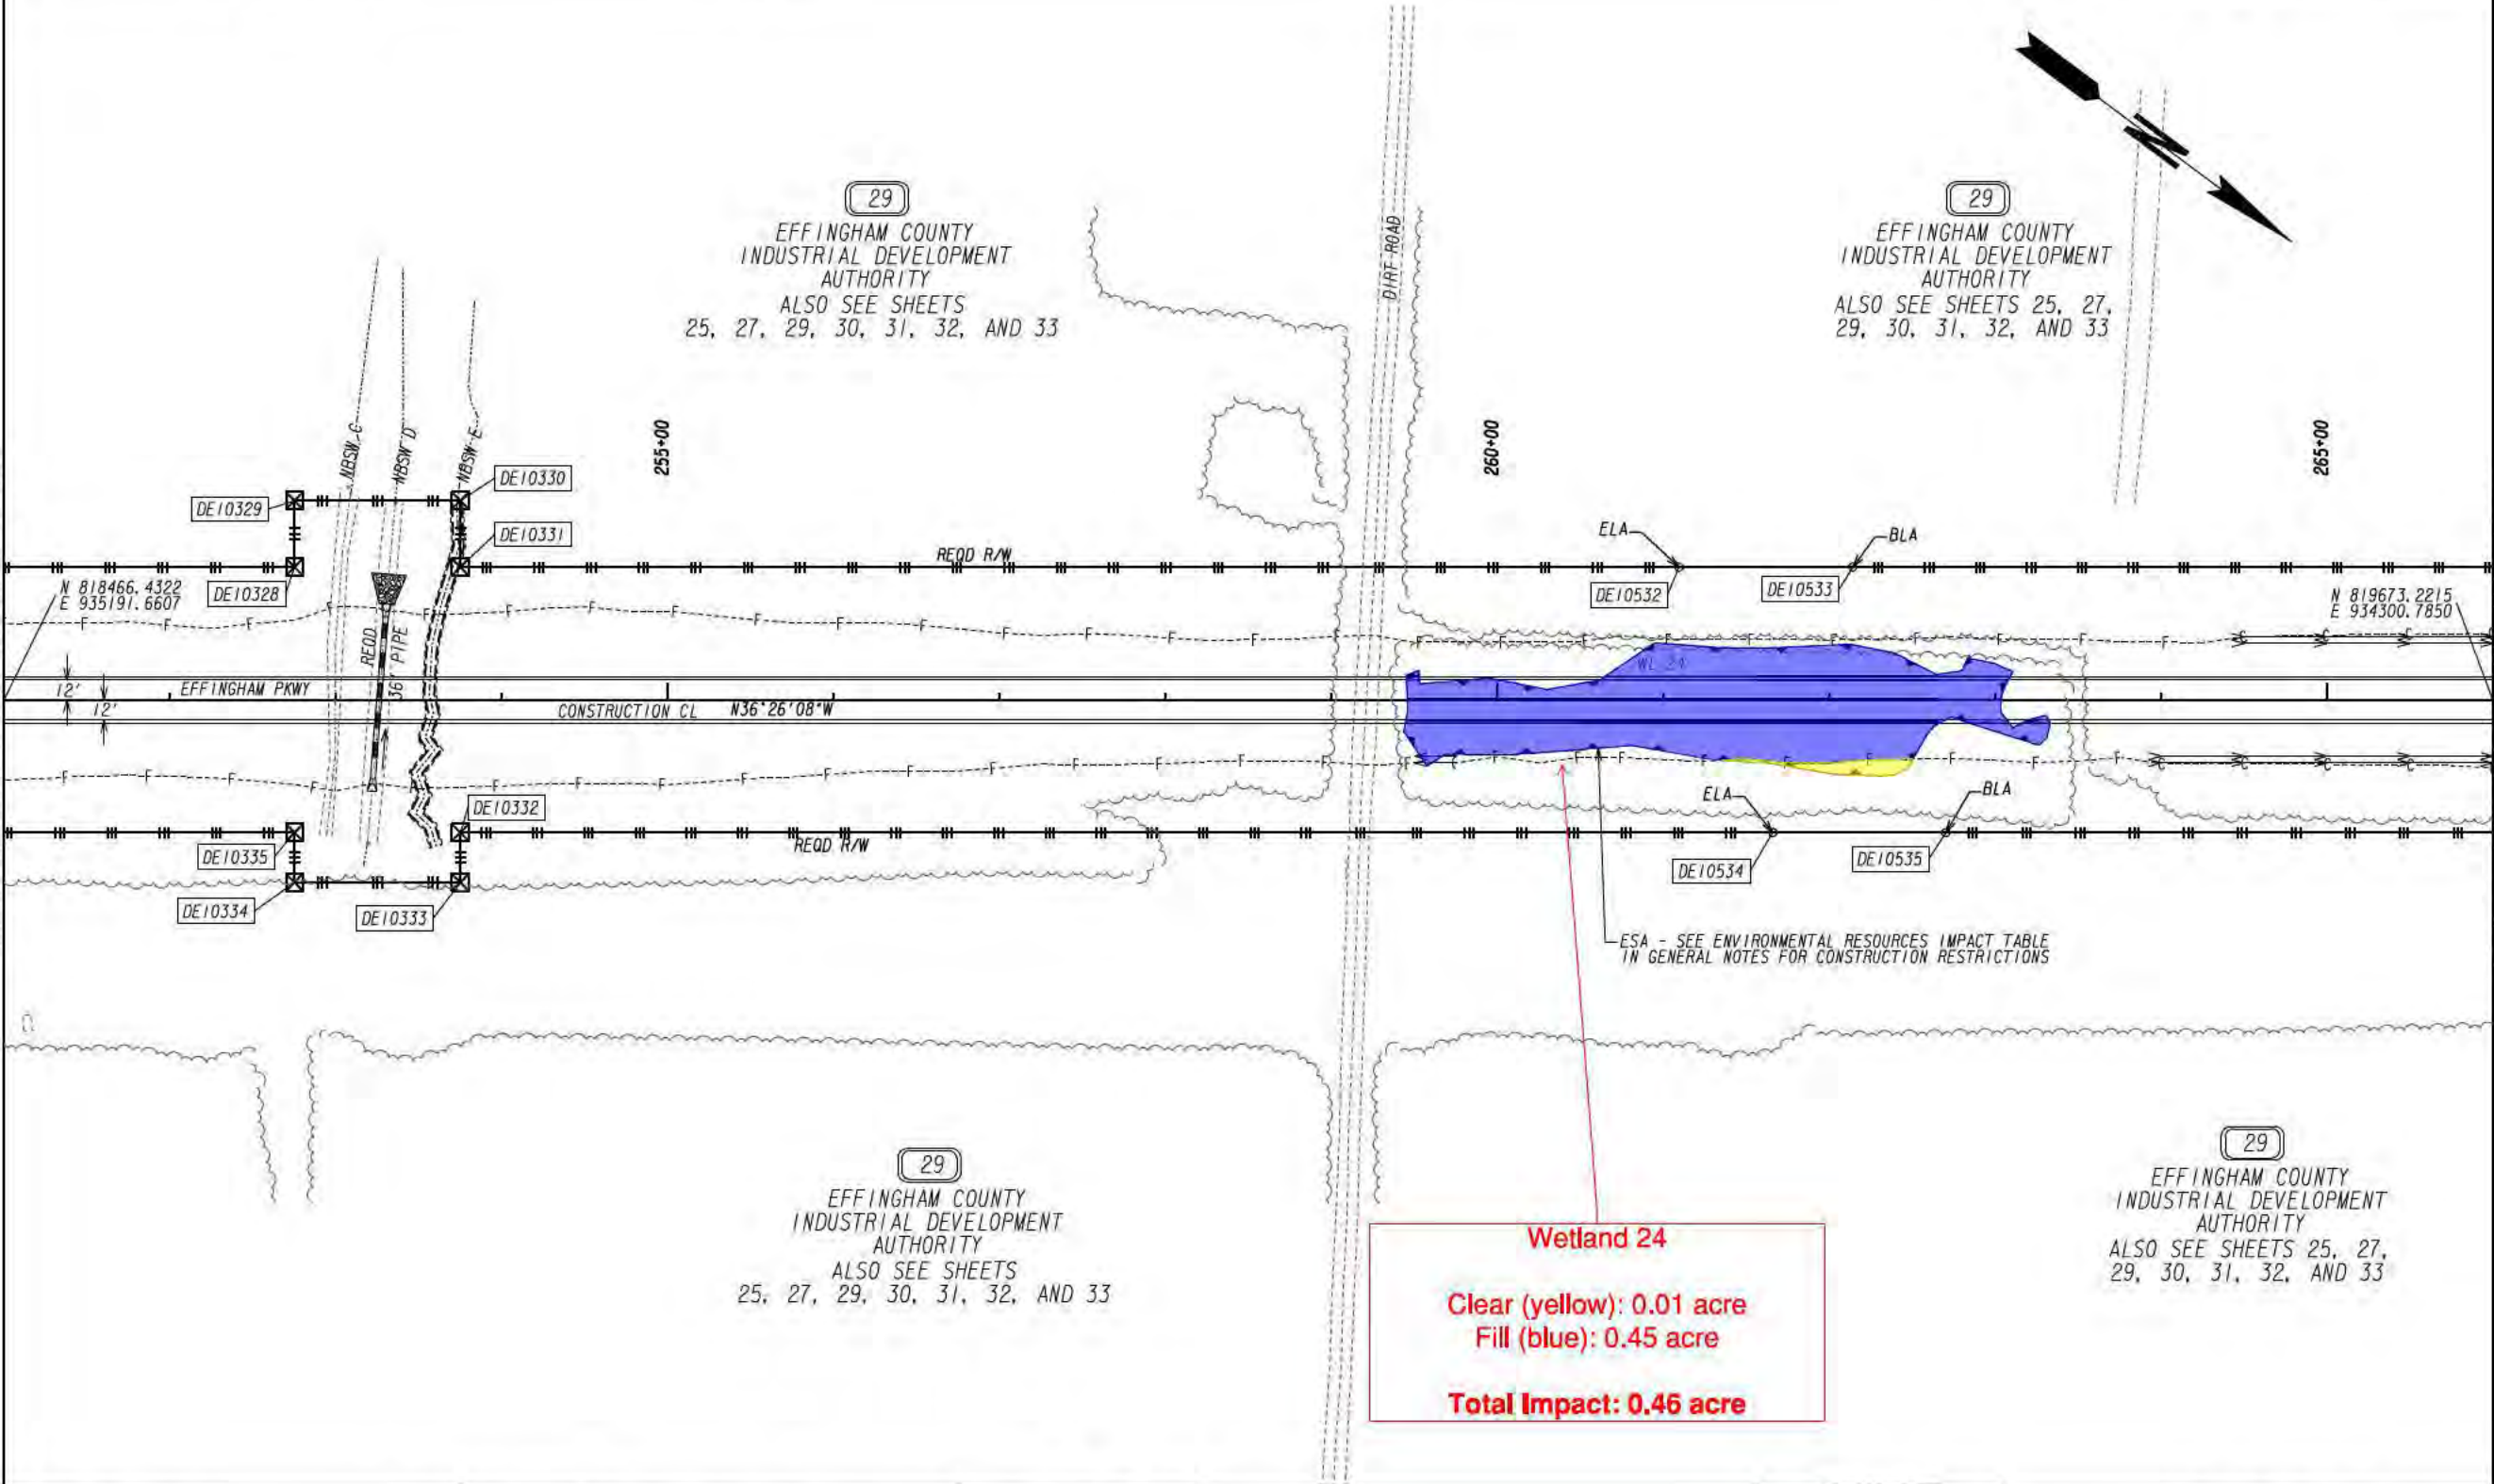 29
EFFINGHAM COUNTY
INDUSTRIAL DEVELOPMENT
AUTHORITY
ALSO SEE SHEETS
25, 27, 29, 30, 31, 32, AND 33
29
EFFINGHAM COUNTY
INDUSTRIAL DEVELOPMENT
AUTHORITY
ALSO SEE SHEETS 25, 27,
29, 30, 31, 32, AND 33
N
DIRT ROAD
NBSW C
NBSW D
NBSW E
255+00
260+00
265+00
DE10329
DE10330
DE10331
DE10328
REQD R/W
ELA
BLA
DE10532
DE10533
N 818466.4322
E 935191.6607
N 819673.2215
E 934300.7850
REQD
36" PIPE
WL 24
12'
12'
EFFINGHAM PKWY
CONSTRUCTION CL N36°26'08"W
DE10332
DE10335
DE10334
DE10333
REQD R/W
ELA
BLA
DE10534
DE10535
ESA - SEE ENVIRONMENTAL RESOURCES IMPACT TABLE
IN GENERAL NOTES FOR CONSTRUCTION RESTRICTIONS
29
EFFINGHAM COUNTY
INDUSTRIAL DEVELOPMENT
AUTHORITY
ALSO SEE SHEETS
25, 27, 29, 30, 31, 32, AND 33
Wetland 24
Clear (yellow): 0.01 acre
Fill (blue): 0.45 acre
Total Impact: 0.46 acre
29
EFFINGHAM COUNTY
INDUSTRIAL DEVELOPMENT
AUTHORITY
ALSO SEE SHEETS 25, 27,
29, 30, 31, 32, AND 33